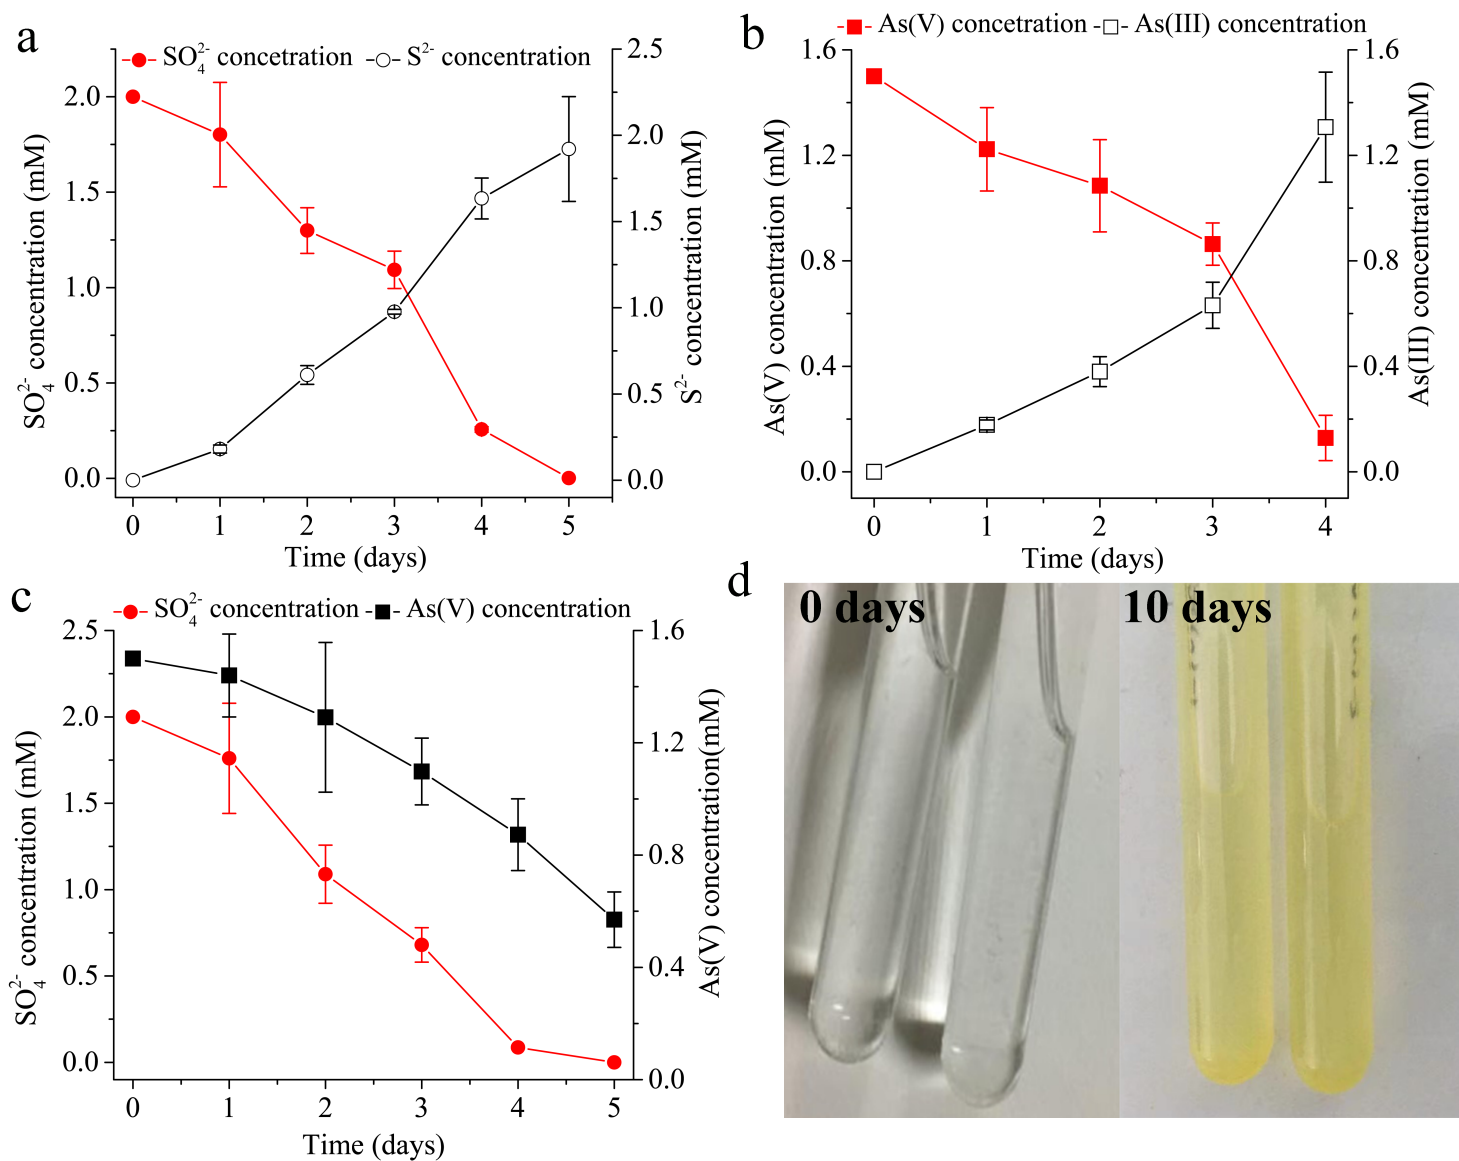 a
SO₄²⁻ concetration S²⁻ concentration
SO₄²⁻ concentration (mM)
2.0
1.5
1.0
0.5
0.0
2.5
2.0
1.5
1.0
0.5
0.0
S²⁻ concentration (mM)
0 1 2 3 4 5
Time (days)
b
As(V) concetration As(III) concentration
As(V) concentration (mM)
1.6
1.2
0.8
0.4
0.0
1.6
1.2
0.8
0.4
0.0
As(III) concentration (mM)
0 1 2 3 4
Time (days)
c
SO₄²⁻ concentration As(V) concentration
SO₄²⁻ concentration (mM)
2.5
2.0
1.5
1.0
0.5
0.0
1.6
1.2
0.8
0.4
0.0
As(V) concentration(mM)
0 1 2 3 4 5
Time (days)
d
0 days
10 days